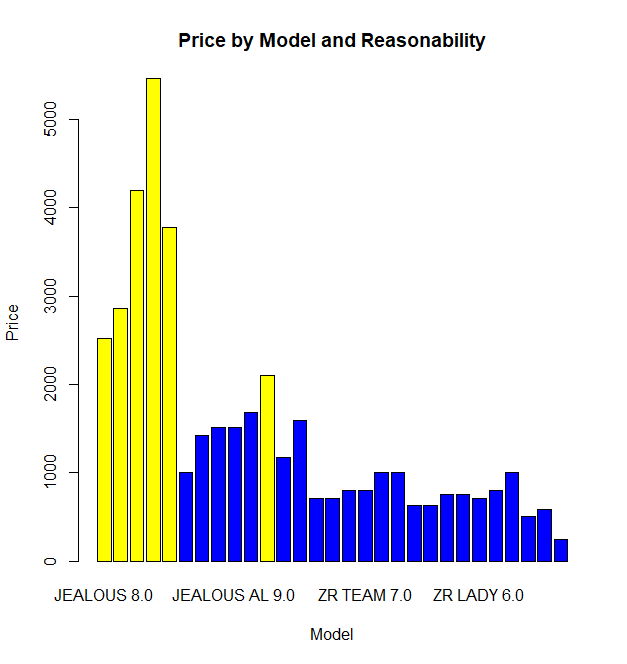 Price by Model and Reasonability
Price
5000
4000
3000
2000
1000
0
JEALOUS 8.0 JEALOUS AL 9.0 ZR TEAM 7.0 ZR LADY 6.0
Model